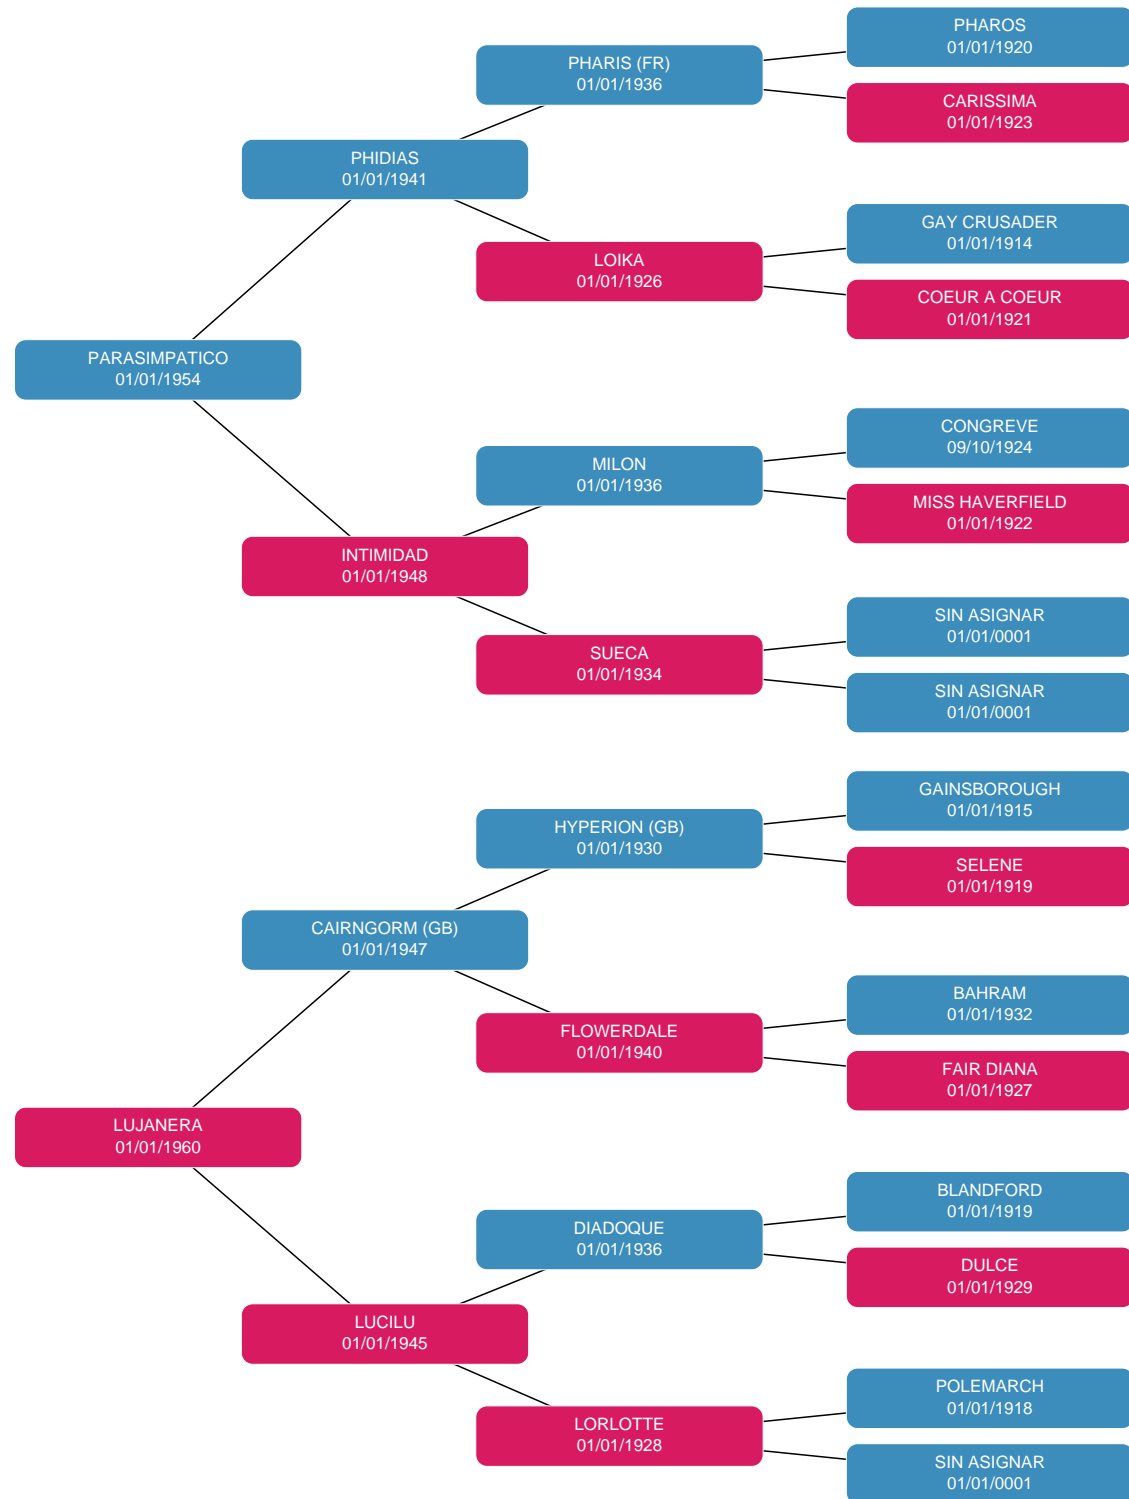 PHAROS
01/01/1920
PHARIS (FR)
01/01/1936
CARISSIMA
01/01/1923
PHIDIAS
01/01/1941
GAY CRUSADER
01/01/1914
LOIKA
01/01/1926
COEUR A COEUR
01/01/1921
PARASIMPATICO
01/01/1954
CONGREVE
09/10/1924
MILON
01/01/1936
MISS HAVERFIELD
01/01/1922
INTIMIDAD
01/01/1948
SIN ASIGNAR
01/01/0001
SUECA
01/01/1934
SIN ASIGNAR
01/01/0001
GAINSBOROUGH
01/01/1915
HYPERION (GB)
01/01/1930
SELENE
01/01/1919
CAIRNGORM (GB)
01/01/1947
BAHRAM
01/01/1932
FLOWERDALE
01/01/1940
FAIR DIANA
01/01/1927
LUJANERA
01/01/1960
BLANDFORD
01/01/1919
DIADOQUE
01/01/1936
DULCE
01/01/1929
LUCILU
01/01/1945
POLEMARCH
01/01/1918
LORLOTTE
01/01/1928
SIN ASIGNAR
01/01/0001